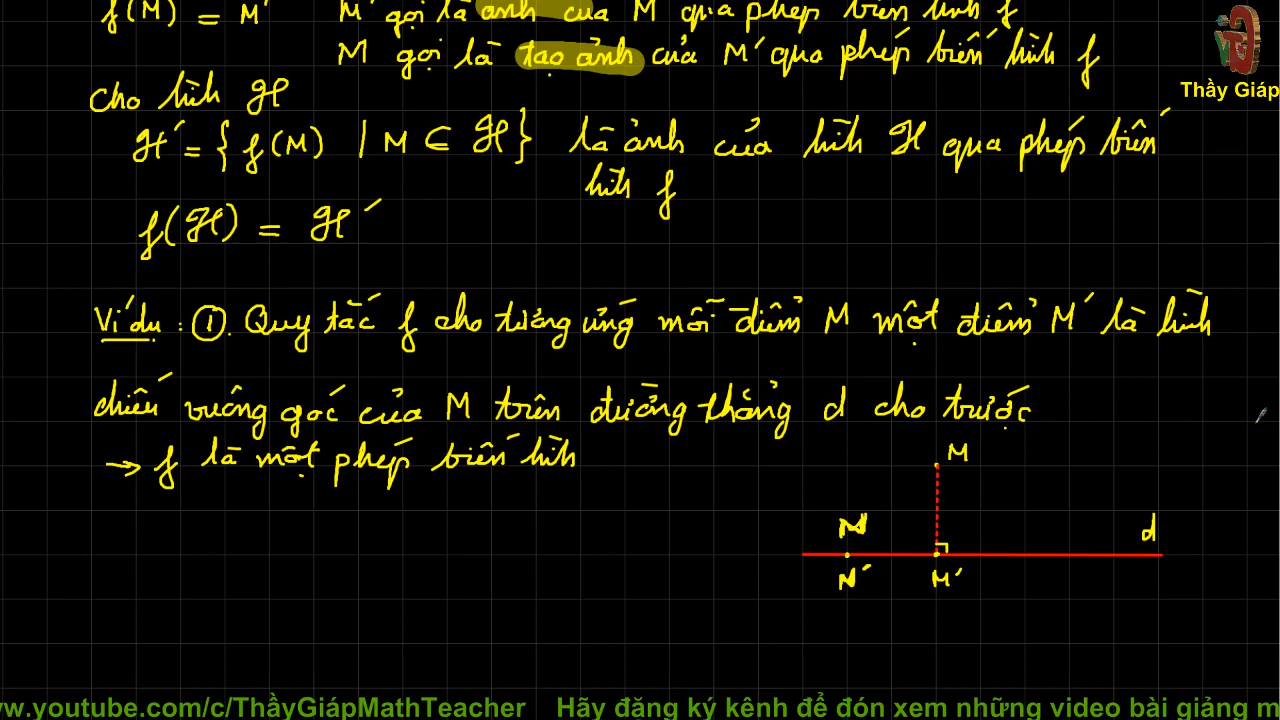 f(M) = M' M' gọi là ảnh của M qua phép biến hình f
M gọi là tạo ảnh của M' qua phép biến hình f
Thầy Giáp
Cho hình ℋ
ℋ' = { f(M) | M ∈ ℋ } là ảnh của hình ℋ qua phép biến
hình f
f(ℋ) = ℋ'
Ví dụ : ①. Quy tắc f cho tương ứng mỗi điểm M một điểm M' là hình
chiếu vuông góc của M trên đường thẳng d cho trước
→ f là một phép biến hình
M
N d
N' M'
ww.youtube.com/c/ThầyGiápMathTeacher Hãy đăng ký kênh để đón xem những video bài giảng m